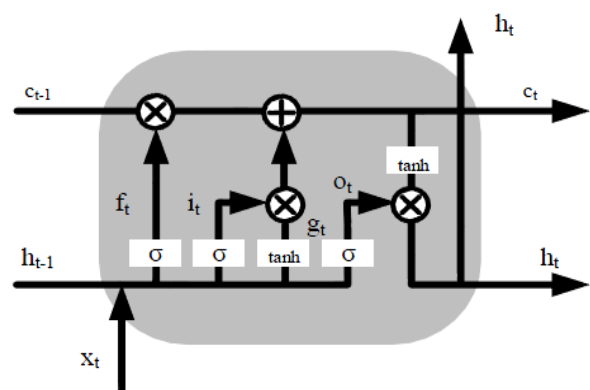 h_t
c_{t-1}
c_t
tanh
f_t
i_t
o_t
g_t
σ
σ
tanh
σ
h_{t-1}
h_t
x_t